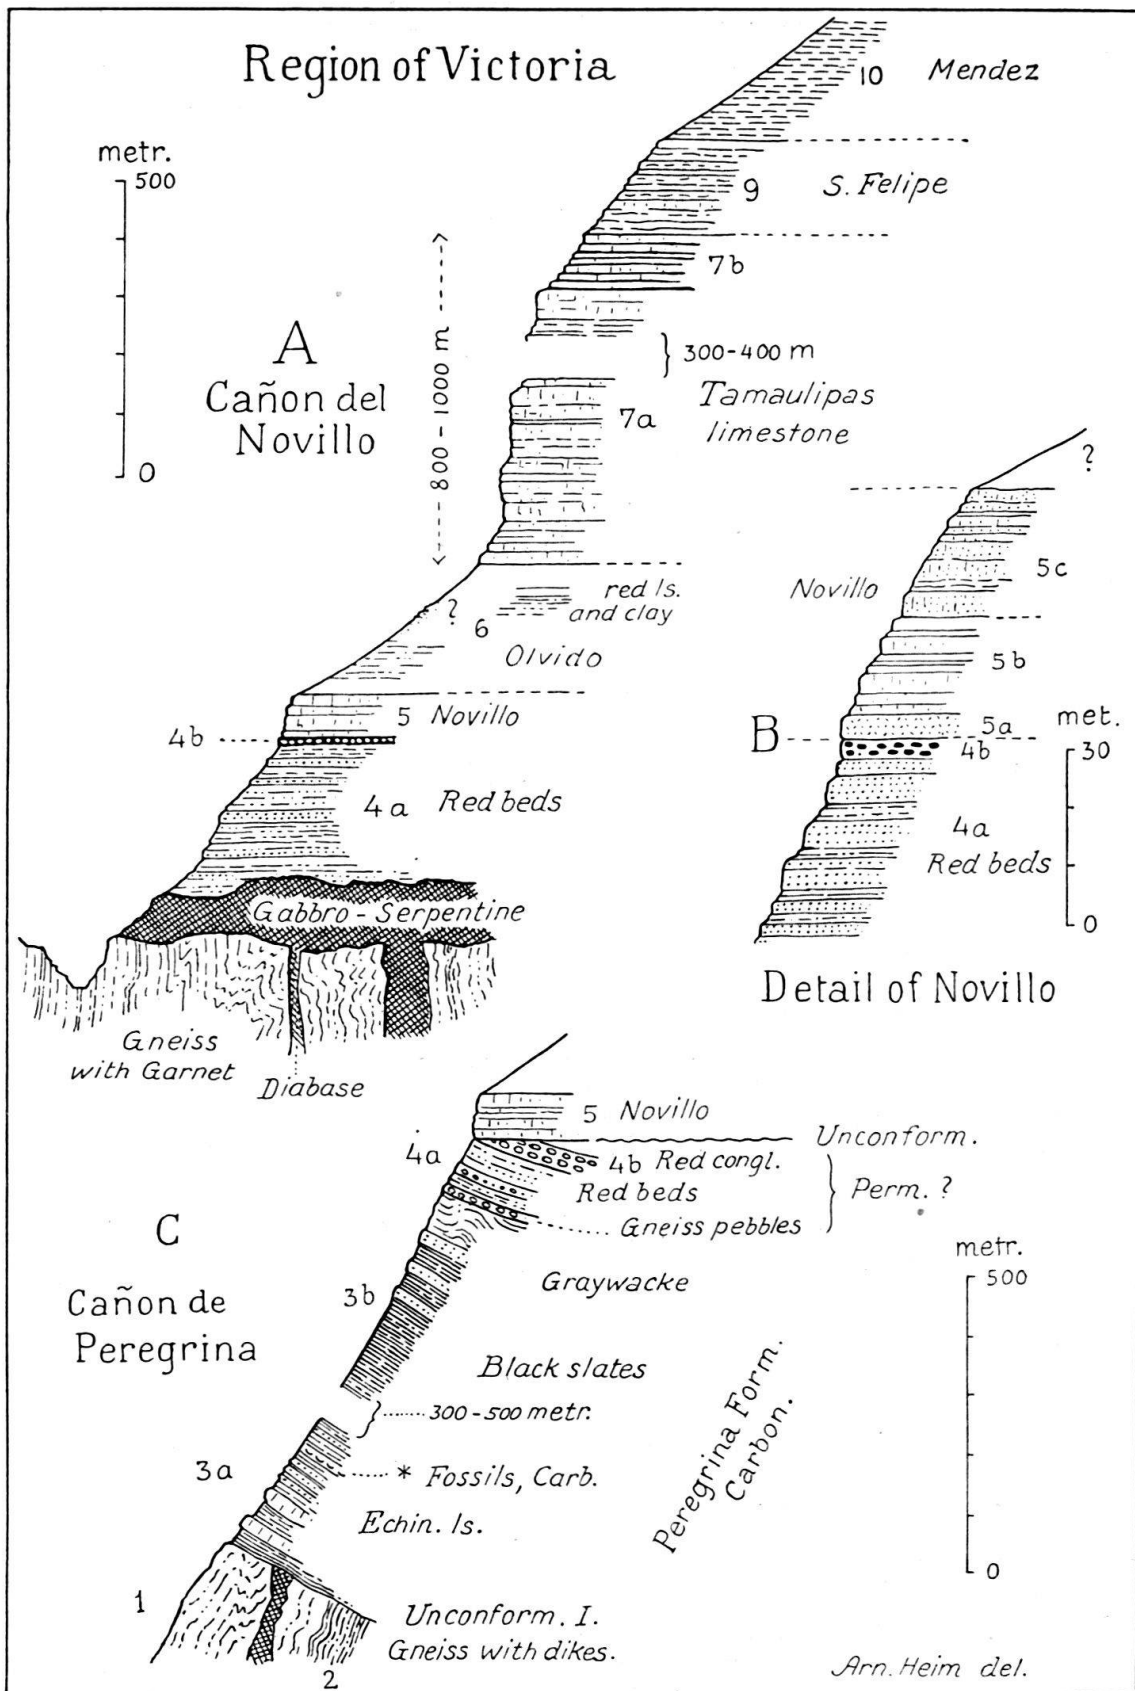 Region of Victoria
metr.
500
0
A
Cañon del
Novillo
800-1000 m
10 Mendez
9 S. Felipe
7b
300-400 m
7a Tamaulipas
limestone
? red ls.
6 and clay
Olvido
5 Novillo
4b
4a Red beds
Gabbro - Serpentine
Gneiss
with Garnet
Diabase
?
Novillo
5c
5b
B
5a
4b
4a
Red beds
met.
30
0
Detail of Novillo
5 Novillo
Unconform.
4a
4b Red congl.
Red beds
Perm. ?
Gneiss pebbles
C
Cañon de
Peregrina
3b
Graywacke
Black slates
300-500 metr.
3a
* Fossils, Carb.
Echin. ls.
Peregrina Form.
Carbon.
metr.
500
0
1
Unconform. I.
Gneiss with dikes.
2
Arn. Heim del.